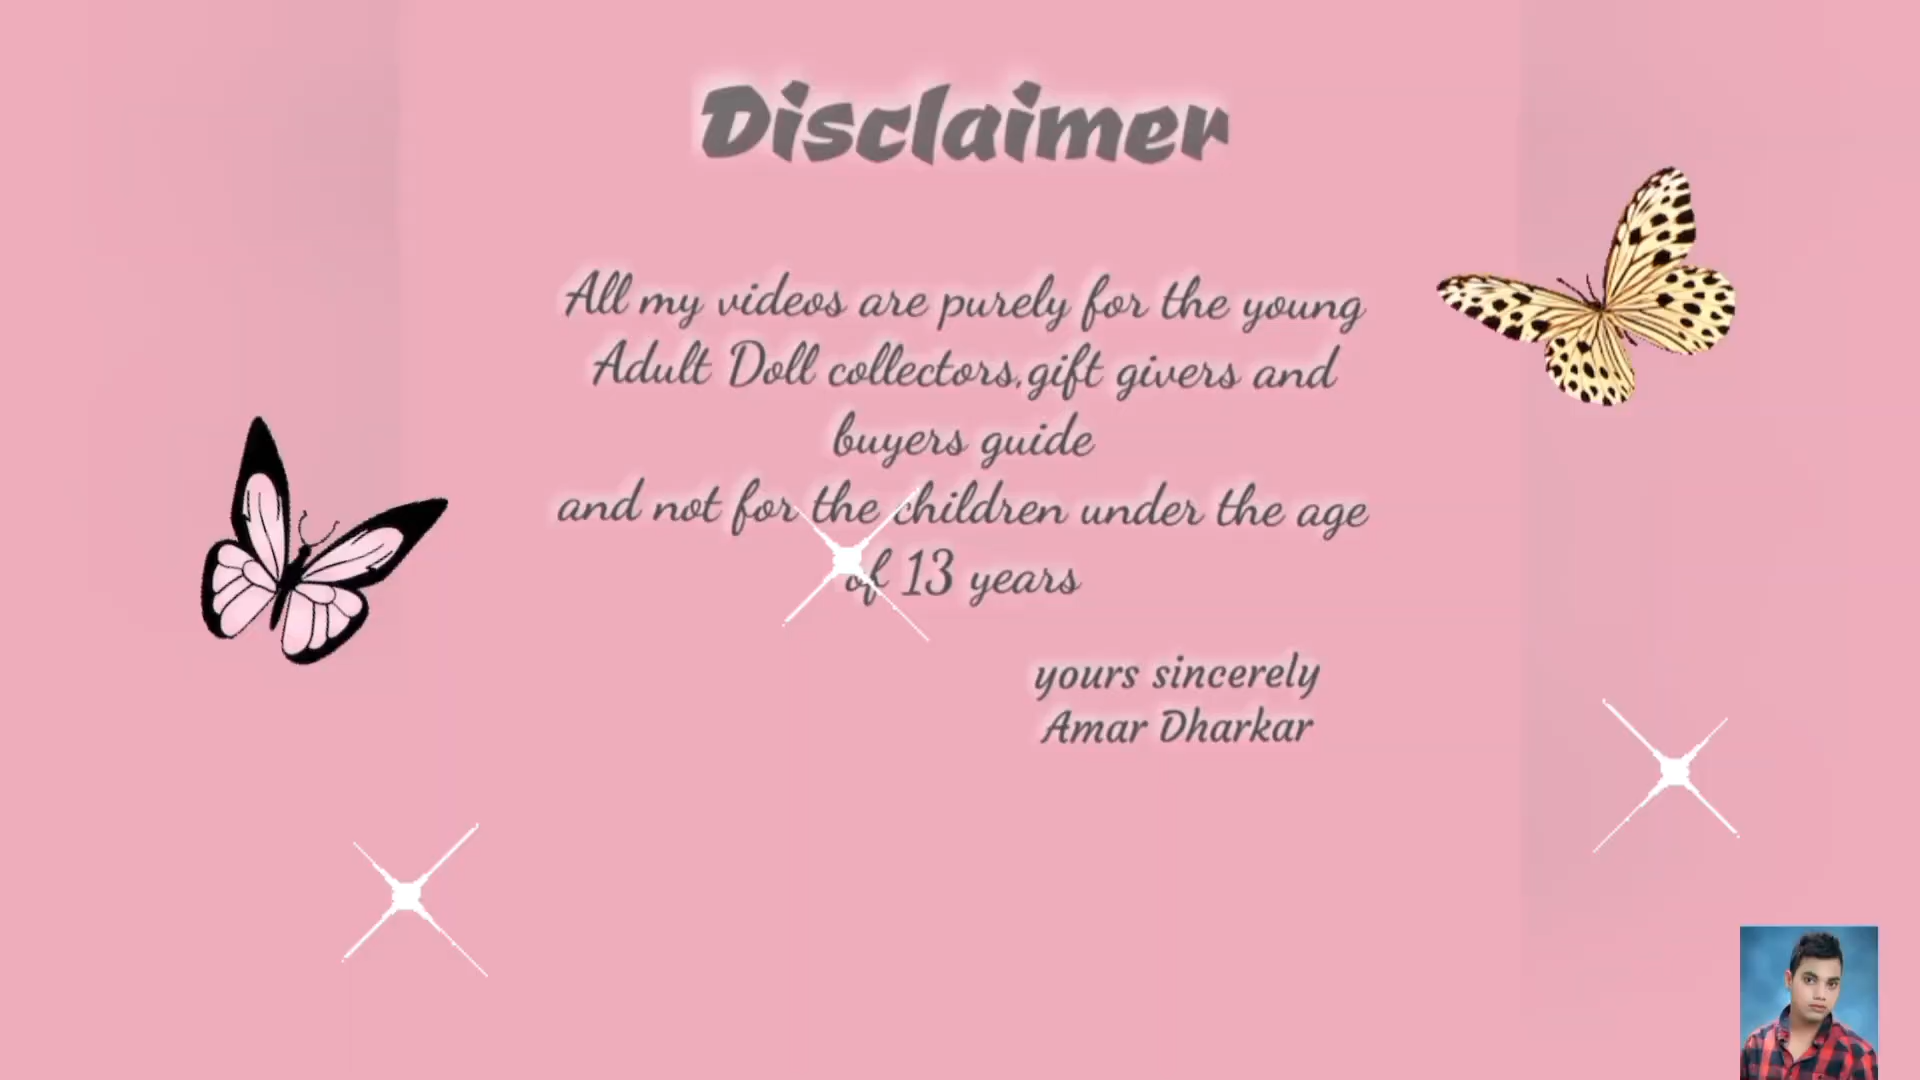 Disclaimer
All my videos are purely for the young
Adult Doll collectors,gift givers and
buyers guide
and not for the children under the age
of 13 years
yours sincerely
Amar Dharkar